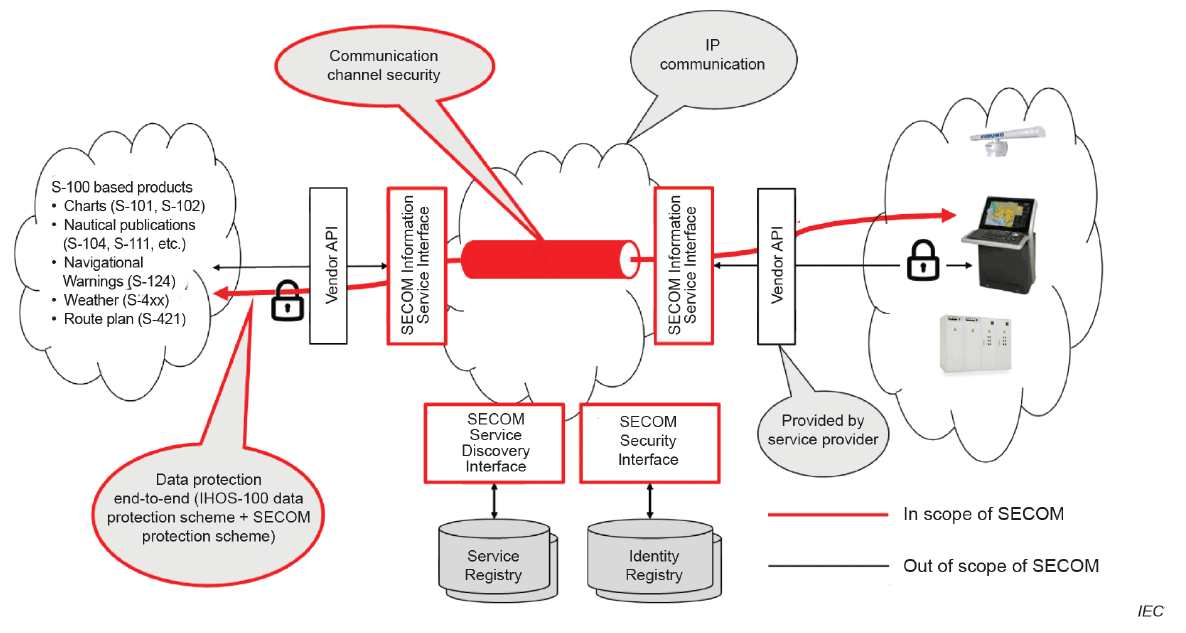 Communication
channel security
IP
communication
S-100 based products
• Charts (S-101, S-102)
• Nautical publications
(S-104, S-111, etc.)
• Navigational
Warnings (S-124)
• Weather (S-4xx)
• Route plan (S-421)
Vendor API
SECOM Information
Service Interface
SECOM Information
Service Interface
Vendor API
SECOM
Service
Discovery
Interface
SECOM
Security
Interface
Provided by
service provider
Data protection
end-to-end (IHOS-100 data
protection scheme + SECOM
protection scheme)
Service
Registry
Identity
Registry
In scope of SECOM
Out of scope of SECOM
IEC